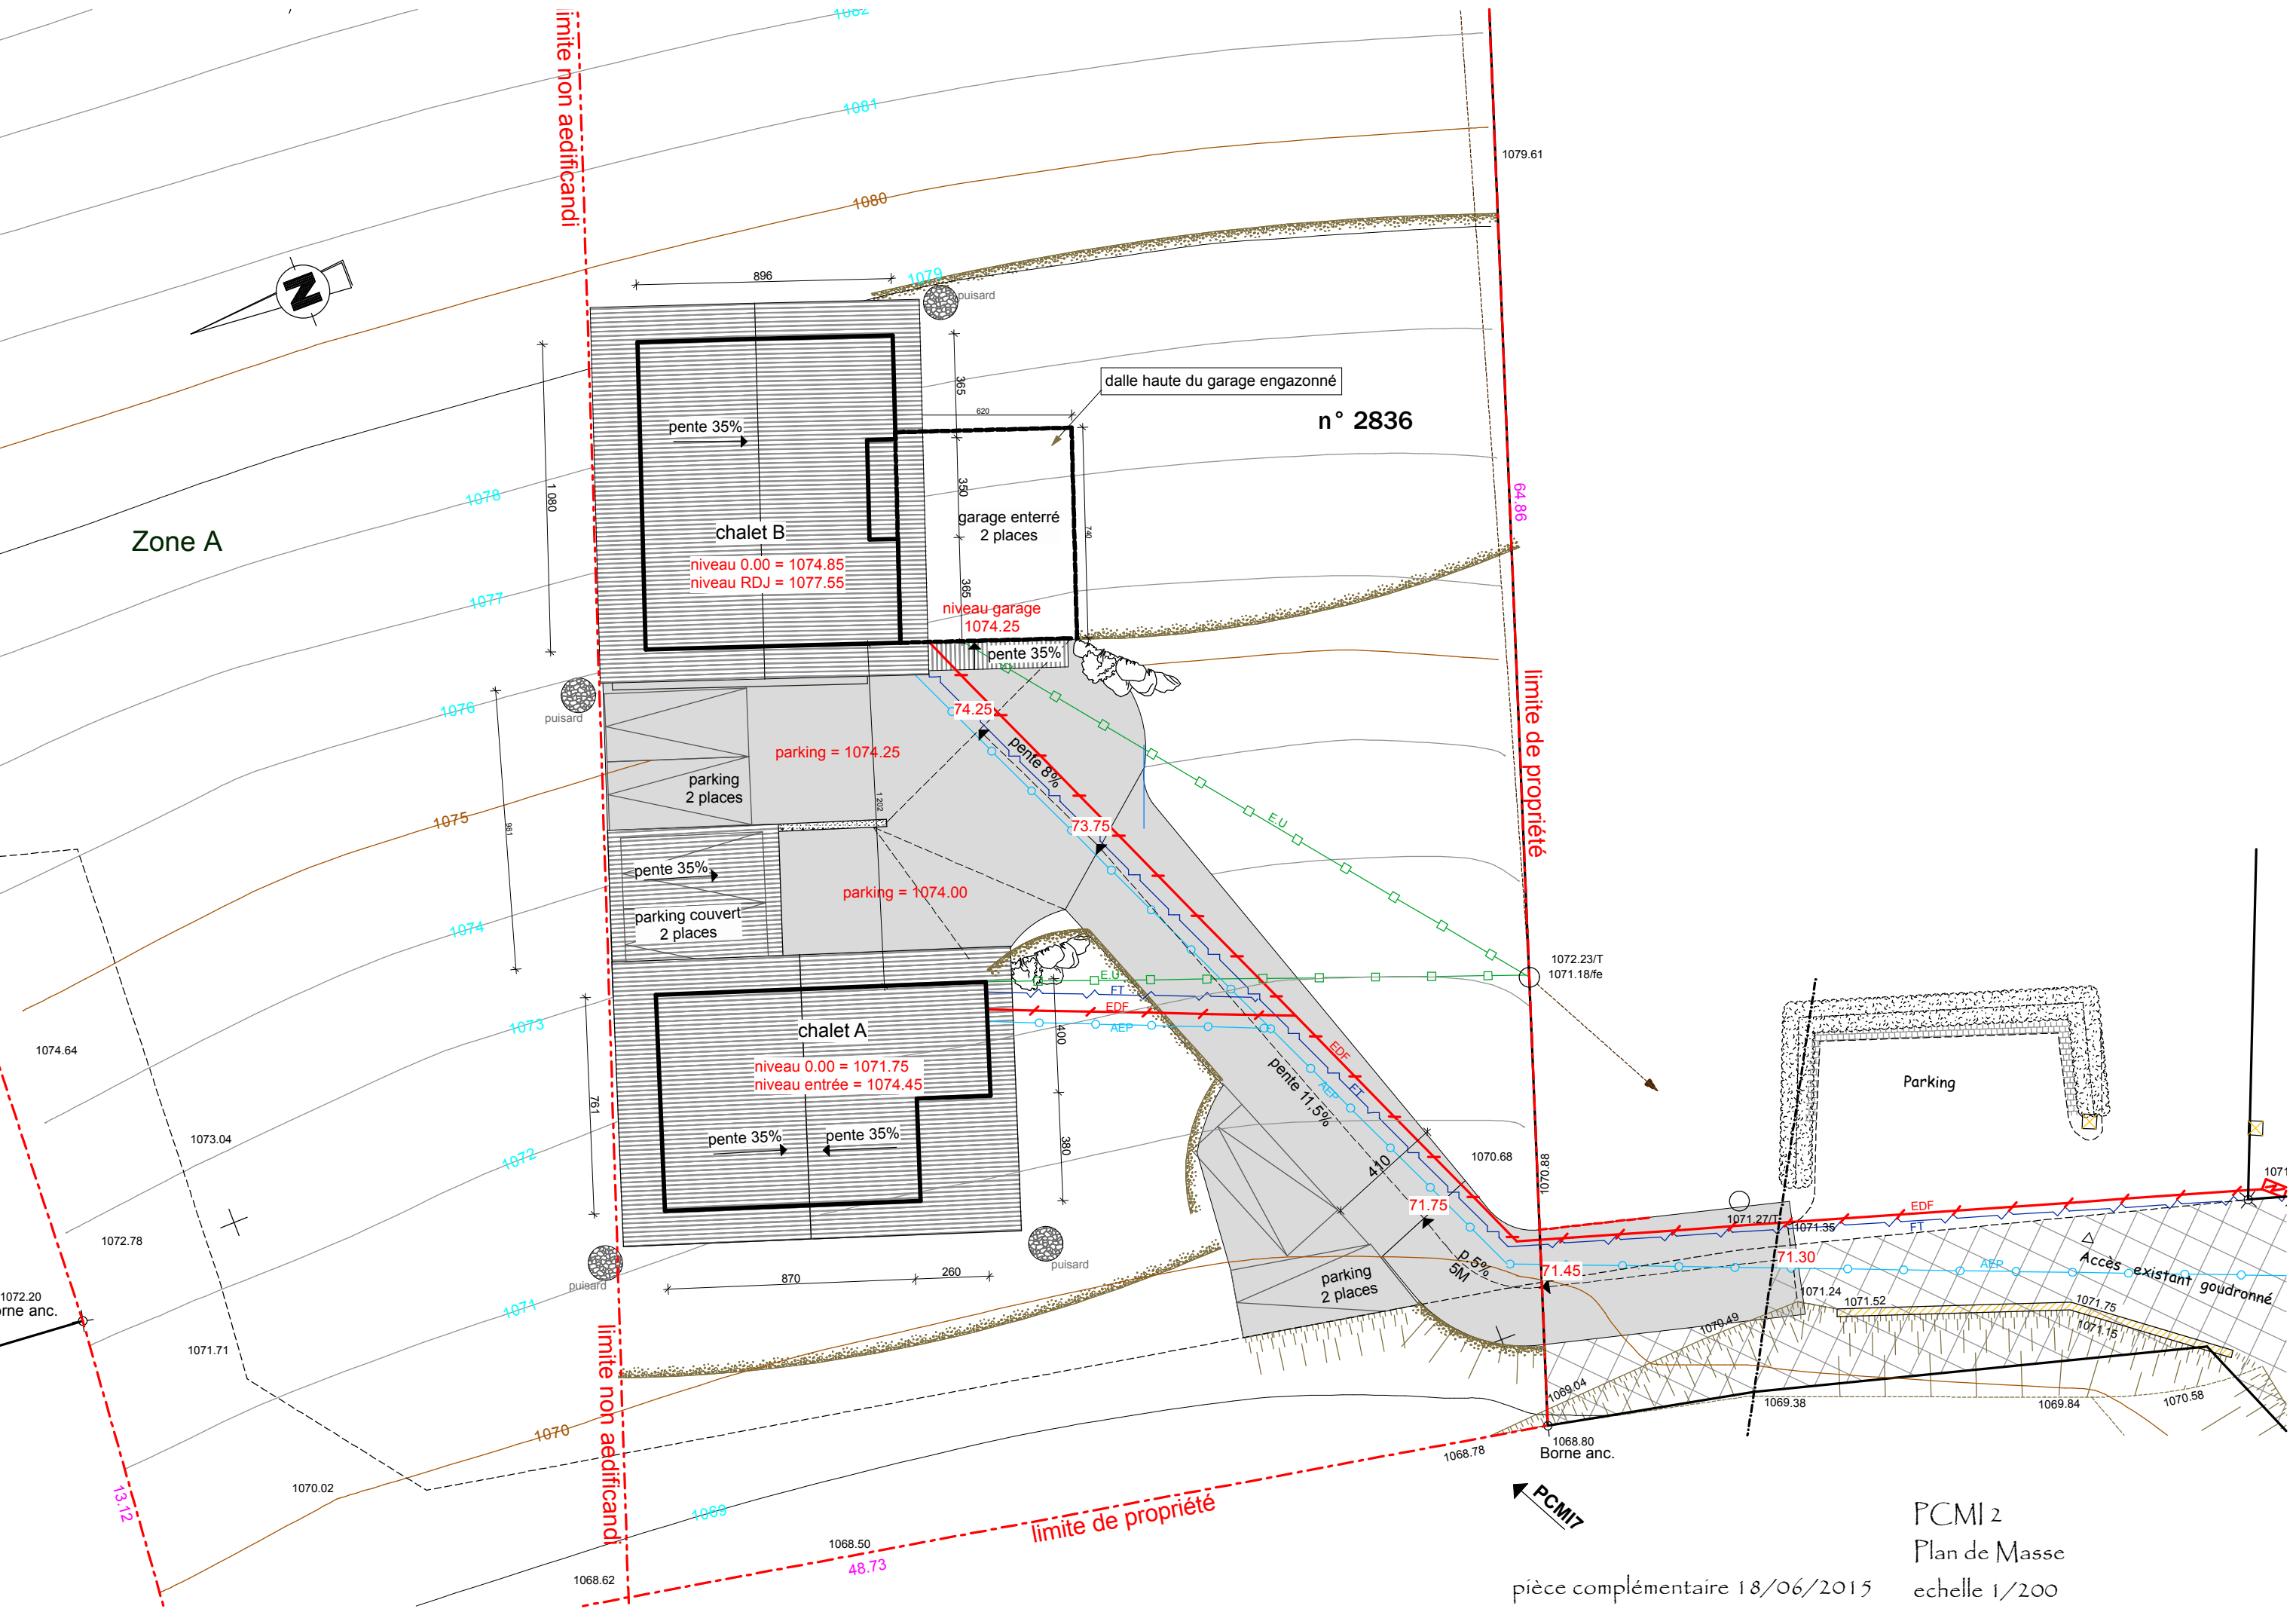 1082
limite non aedificandi
1081
1079.61
1080
896
1079
puisard
N
365
dalle haute du garage engazonné
620
n° 2836
pente 35%
1 080
350
1078
64.86
Zone A
chalet B
garage enterré
2 places
740
niveau 0.00 = 1074.85
niveau RDJ = 1077.55
365
1077
niveau garage
1074.25
pente 35%
limite de propriété
1076
puisard
74.25
parking = 1074.25
pente 8%
parking
2 places
1 202
1075
981
73.75
E.U
pente 35%
parking = 1074.00
parking couvert
2 places
1074
1072.23/T
1071.18/fe
E.U
FT
EDF
AEP
1073
chalet A
400
1074.64
niveau 0.00 = 1071.75
niveau entrée = 1074.45
EDF
FT
AEP
pente 11.5%
Parking
761
1073.04
pente 35%
pente 35%
380
1072
410
1070.68
1070.88
1071
71.75
1071.27/T
1071.35
EDF
FT
1072.78
puisard
puisard
870
260
p.5%
5M
71.45
71.30
AEP
Accès existant goudronné
parking
2 places
1072.20
orne anc.
1071
1071.24
1071.52
1071.75
1071.15
1070.49
1071.71
limite non aedificandi
1069.04
1069.38
1069.84
1070.58
1070
1068.80
Borne anc.
1068.78
13.12
1070.02
1069
limite de propriété
PCMI7
1068.50
48.73
1068.62
PCMI 2
Plan de Masse
pièce complémentaire 18/06/2015
echelle 1/200